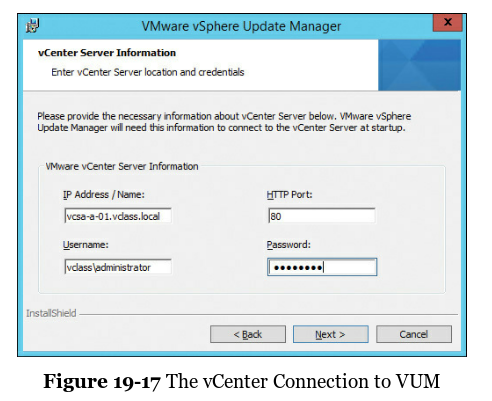 VMware vSphere Update Manager
x
vCenter Server Information
Enter vCenter Server location and credentials
Please provide the necessary information about vCenter Server below. VMware vSphere
Update Manager will need this information to connect to the vCenter Server at startup.
VMware vCenter Server Information
IP Address / Name:
HTTP Port:
vcsa-a-01.vclass.local
80
Username:
Password:
vclass\administrator
●●●●●●●●
InstallShield
< Back
Next >
Cancel
Figure 19-17 The vCenter Connection to VUM